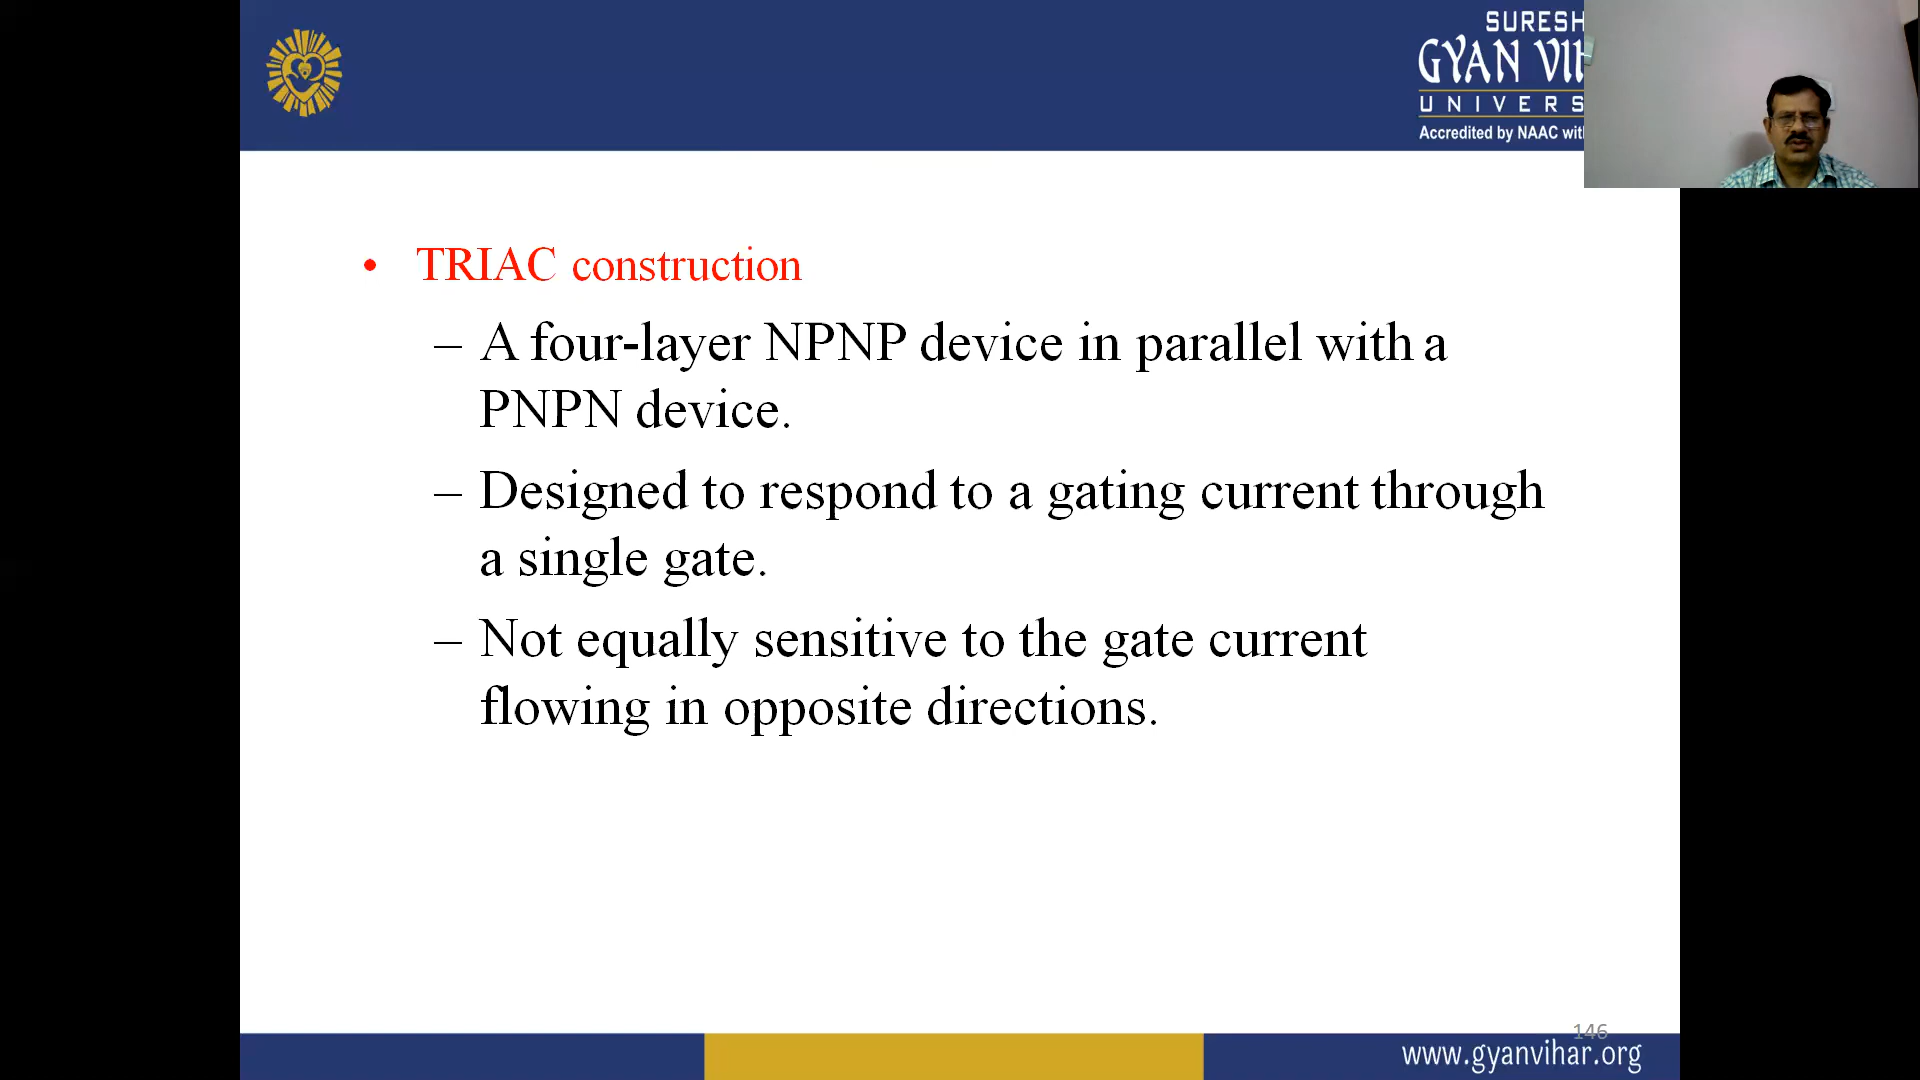 SURESH
GYAN VIH
UNIVERS
Accredited by NAAC with
• TRIAC construction
– A four-layer NPNP device in parallel with a
PNPN device.
– Designed to respond to a gating current through
a single gate.
– Not equally sensitive to the gate current
flowing in opposite directions.
146
www.gyanvihar.org